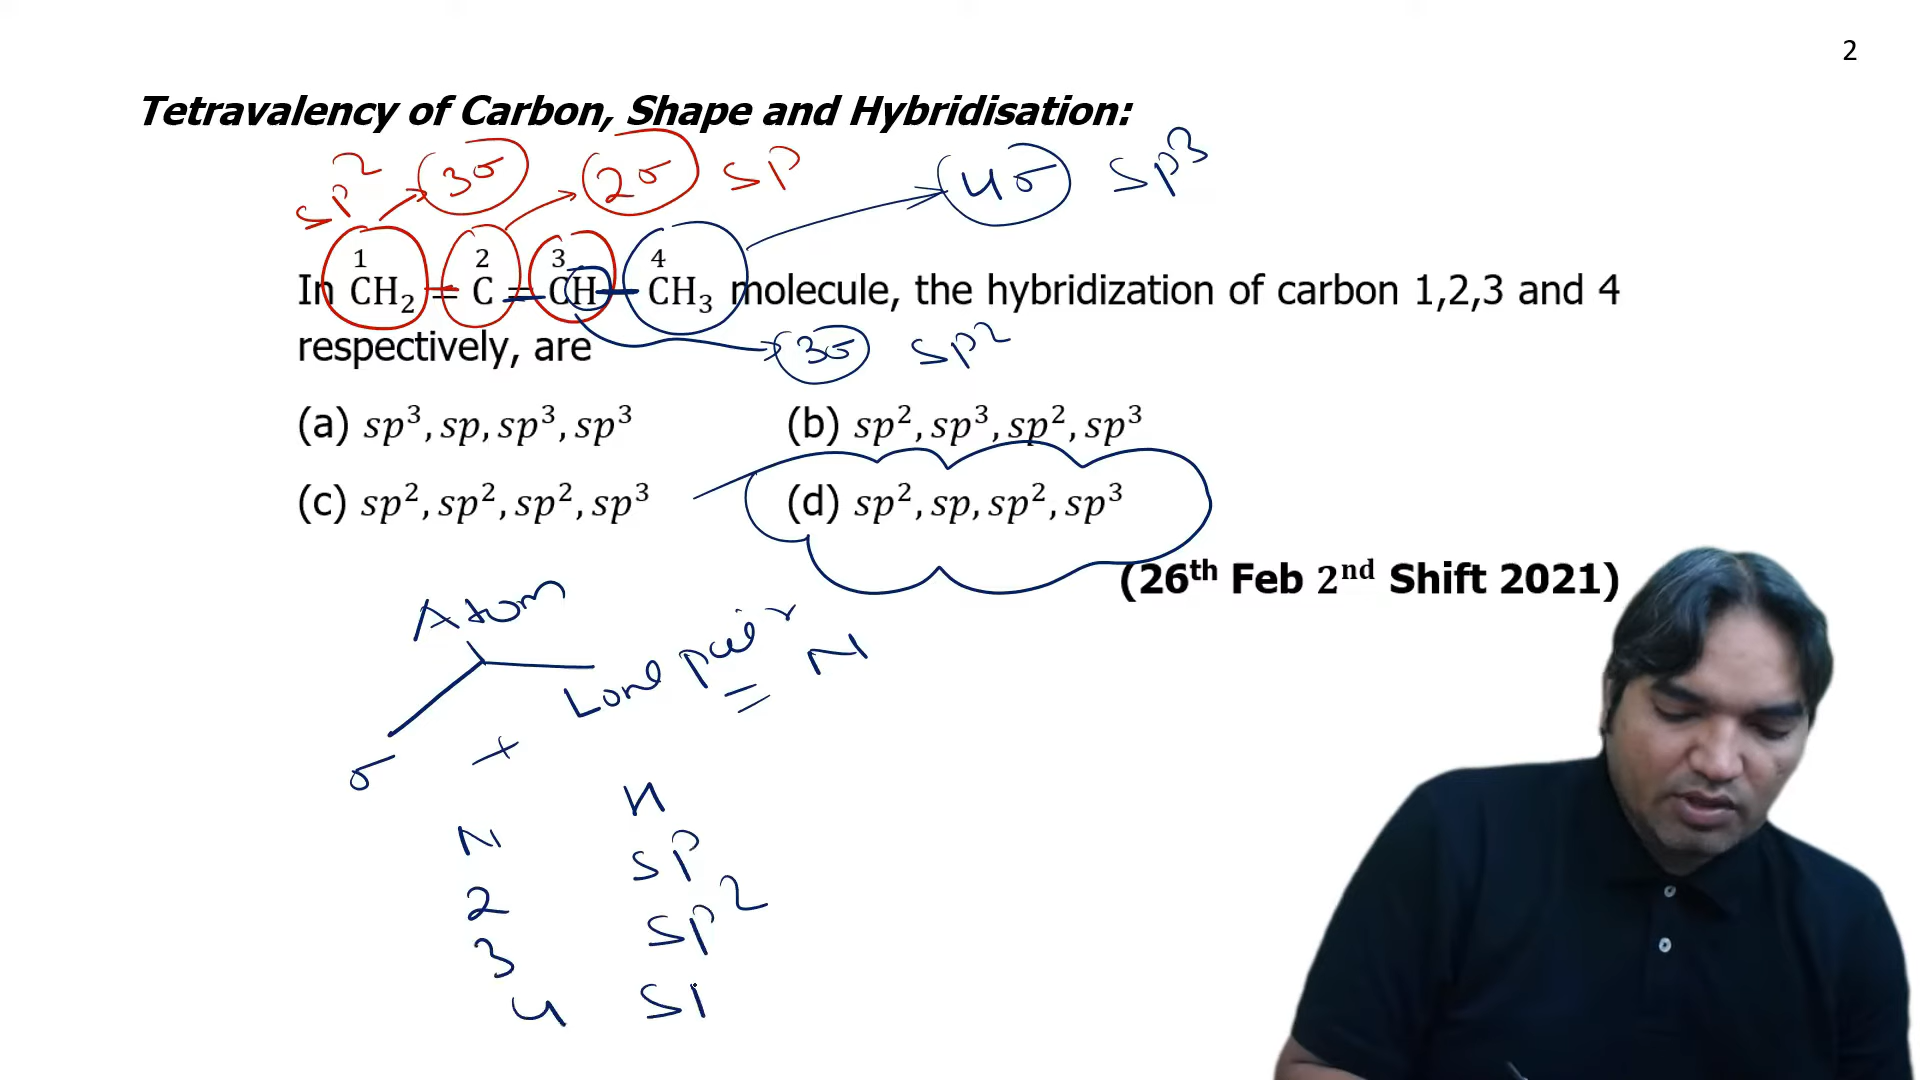 2
Tetravalency of Carbon, Shape and Hybridisation:
sp² 3σ 2σ sp 4σ sp³
1 2 3 4
In CH₂ = C = CH – CH₃ molecule, the hybridization of carbon 1,2,3 and 4
respectively, are
3σ sp²
(a) sp³, sp, sp³, sp³ (b) sp², sp³, sp², sp³
(c) sp², sp², sp², sp³ (d) sp², sp, sp², sp³
(26th Feb 2nd Shift 2021)
Atom
σ + Lone pair N
N H
2 sp
3 sp²
4 s